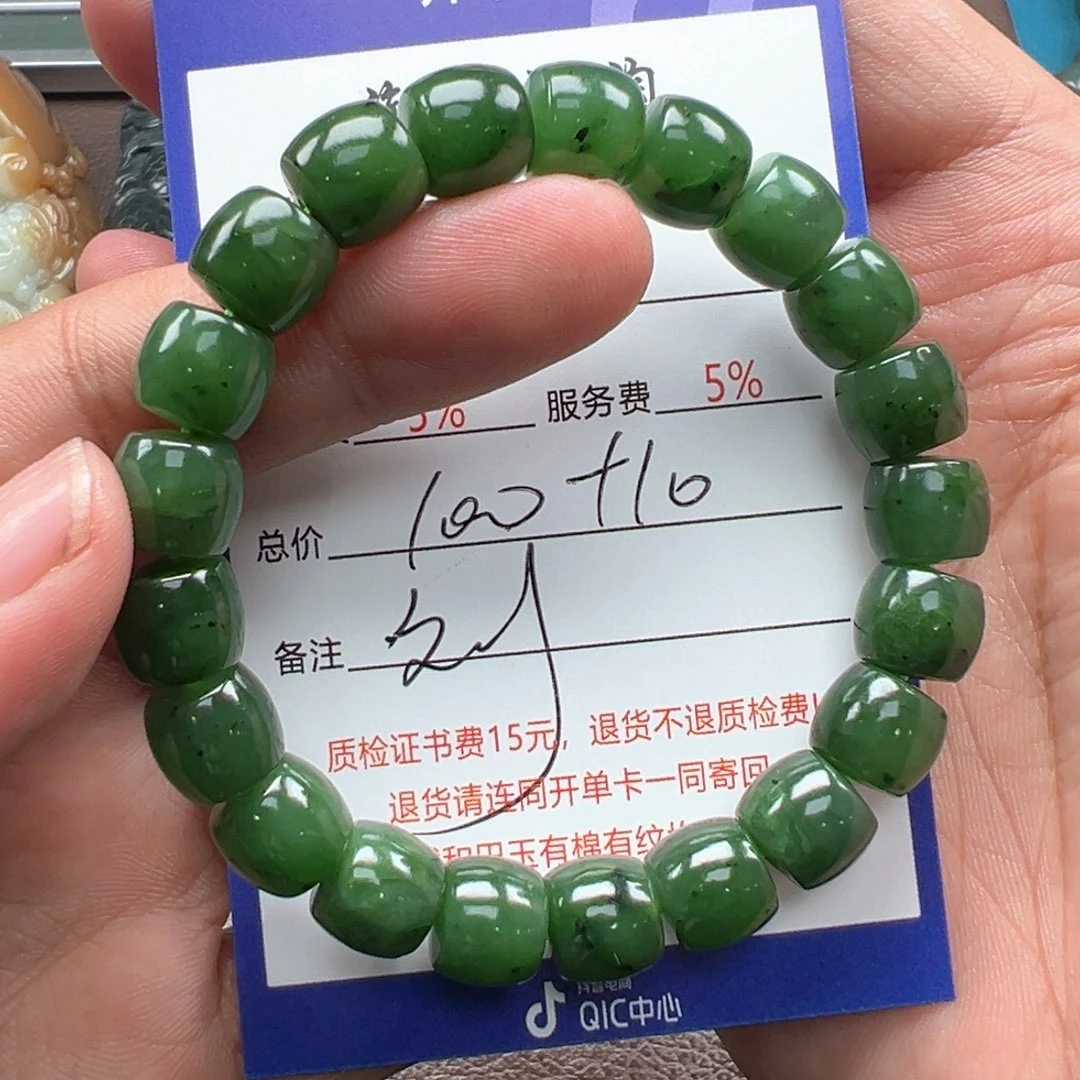 5% 服务费 5%
总价 100+10
备注
质检证书费15元，退货不退质检费!
退货请连同开单卡一同寄回
和田玉有棉有纹
抖音电商
QIC中心